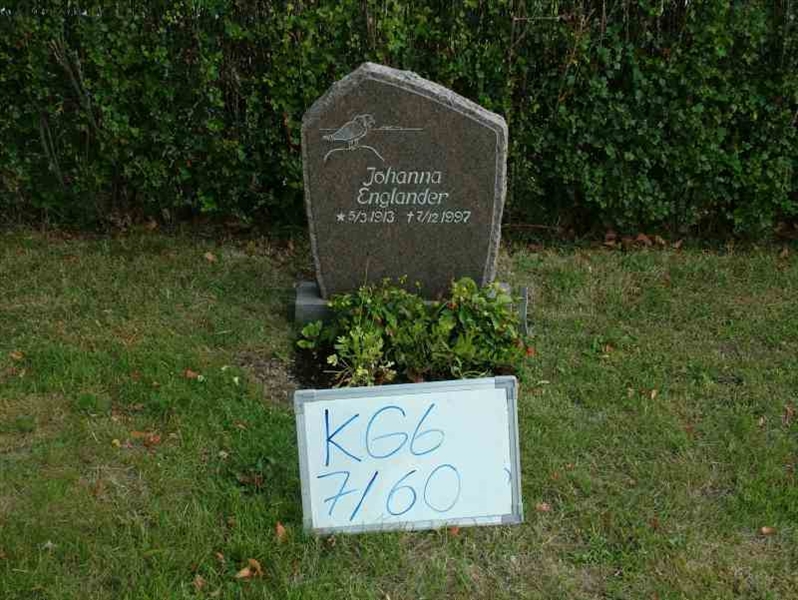 Johanna
Englander
★ 5/3 1913 ✝ 7/12 1997
KG6
7/60